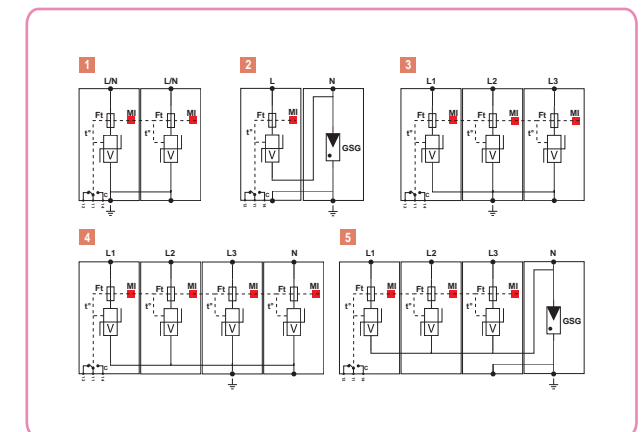 1
L/N L/N
Ft MI Ft MI
t° t°
V V
C
2
L N
Ft MI
t°
V GSG
C
3
L1 L2 L3
Ft MI Ft MI Ft MI
t° t° t°
V V V
C
4
L1 L2 L3 N
Ft MI Ft MI Ft MI Ft MI
t° t° t° t°
V V V V
C
5
L1 L2 L3 N
Ft MI Ft MI Ft MI
t° t° t°
V V V GSG
C